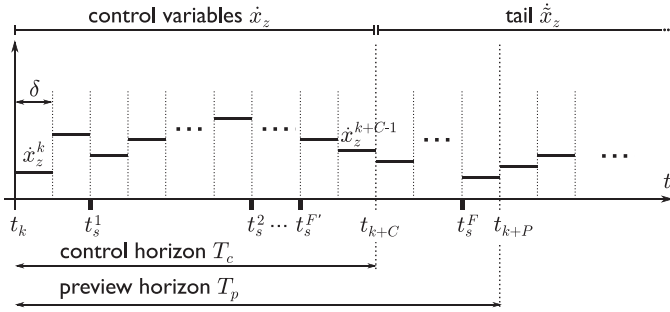 control variables ẋ_z tail x̃̇_z
δ
ẋ_z^k ẋ_z^{k+C-1}
t
t_k t_s^1 t_s^2 ... t_s^{F'} t_{k+C} t_s^F t_{k+P}
control horizon T_c
preview horizon T_p